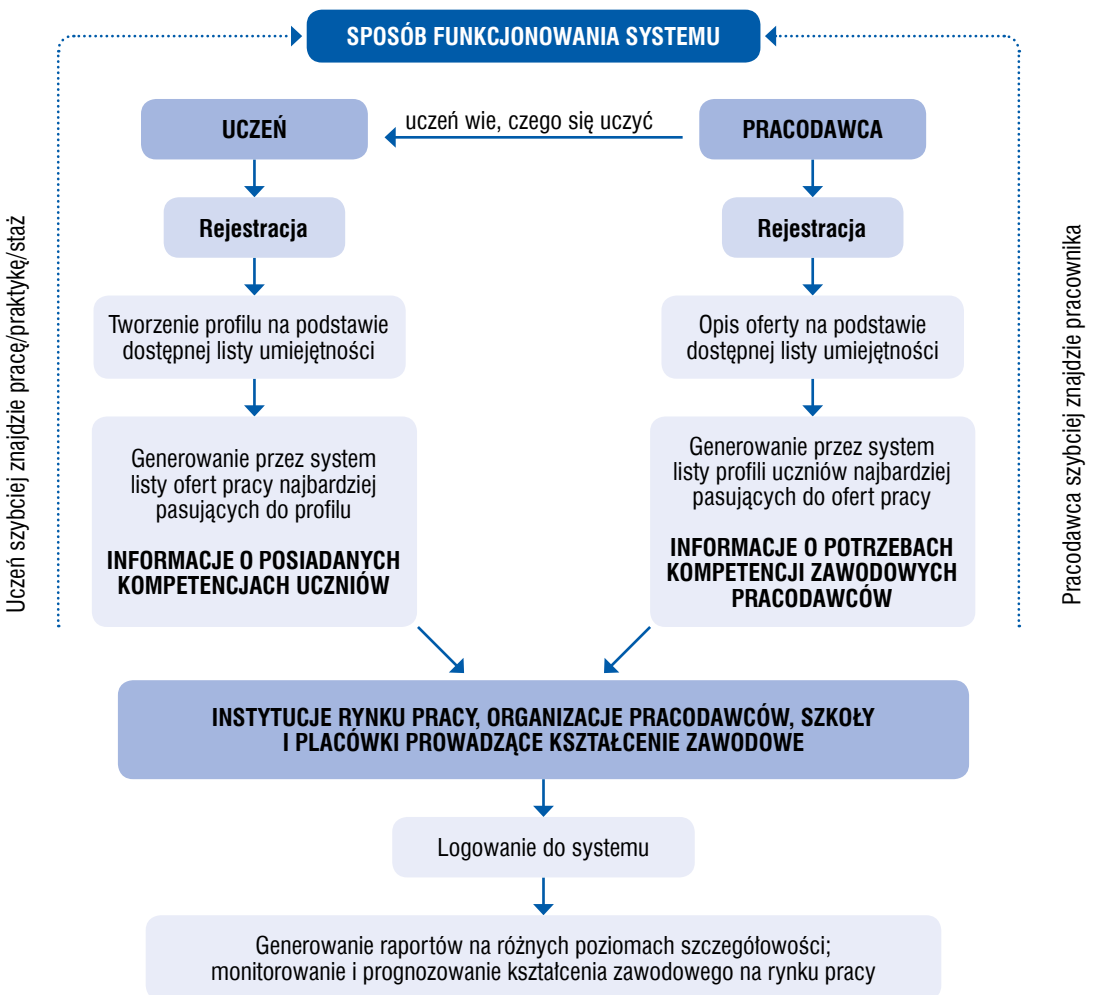 SPOSÓB FUNKCJONOWANIA SYSTEMU
UCZEŃ
uczeń wie, czego się uczyć
PRACODAWCA
Rejestracja
Rejestracja
Tworzenie profilu na podstawie
dostępnej listy umiejętności
Opis oferty na podstawie
dostępnej listy umiejętności
Generowanie przez system
listy ofert pracy najbardziej
pasujących do profilu
INFORMACJE O POSIADANYCH
KOMPETENCJACH UCZNIÓW
Generowanie przez system
listy profili uczniów najbardziej
pasujących do ofert pracy
INFORMACJE O POTRZEBACH
KOMPETENCJI ZAWODOWYCH
PRACODAWCÓW
Uczeń szybciej znajdzie pracę/praktykę/staż
Pracodawca szybciej znajdzie pracownika
INSTYTUCJE RYNKU PRACY, ORGANIZACJE PRACODAWCÓW, SZKOŁY
I PLACÓWKI PROWADZĄCE KSZTAŁCENIE ZAWODOWE
Logowanie do systemu
Generowanie raportów na różnych poziomach szczegółowości;
monitorowanie i prognozowanie kształcenia zawodowego na rynku pracy